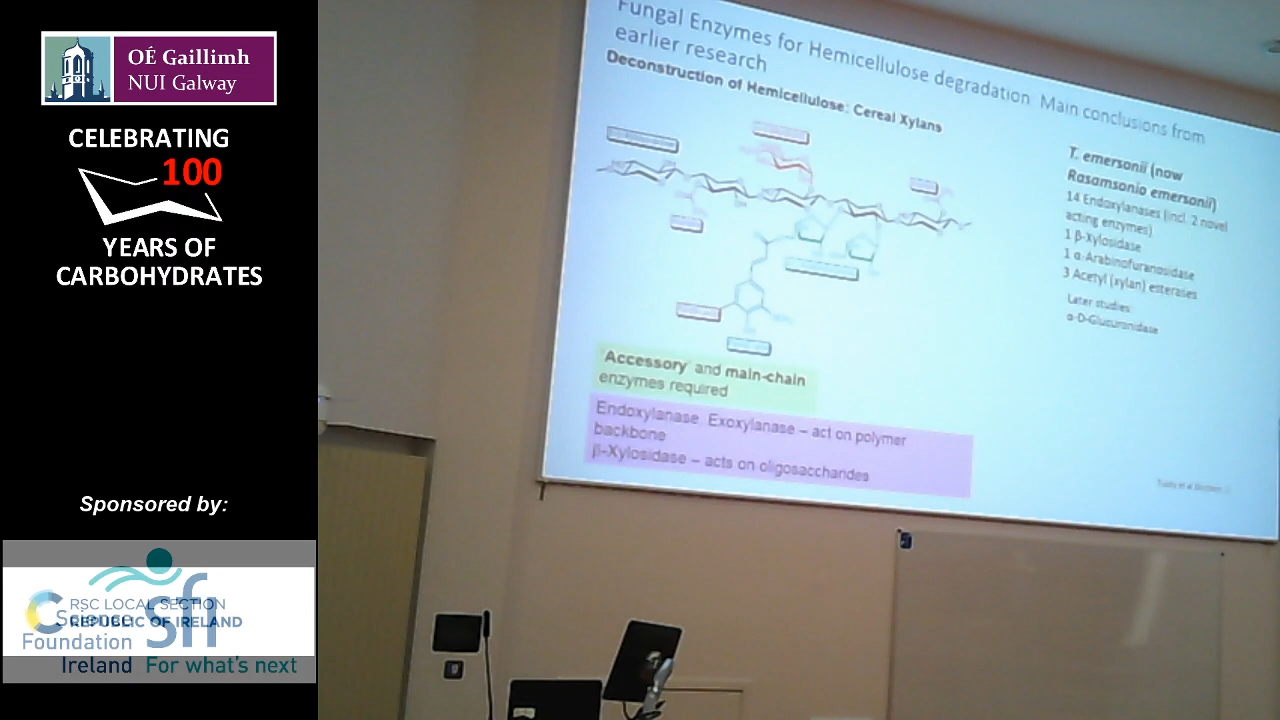 OÉ Gaillimh
NUI Galway
CELEBRATING
100
YEARS OF
CARBOHYDRATES
Sponsored by:
RSC LOCAL SECTION
REPUBLIC OF IRELAND
Science
Foundation
Ireland For what's next
sfi
Fungal Enzymes for Hemicellulose degradation Main conclusions from
earlier research
Deconstruction of Hemicellulose: Cereal Xylans
T. emersonii (now
Rasamsonia emersonii)
14 Endoxylanases (incl. 2 novel
acting enzymes)
1 β-Xylosidase
1 α-Arabinofuranosidase
3 Acetyl (xylan) esterases
Later studies:
α-D-Glucuronidase
'Accessory' and main-chain
enzymes required
Endoxylanase Exoxylanase – act on polymer
backbone
β-Xylosidase – acts on oligosaccharides